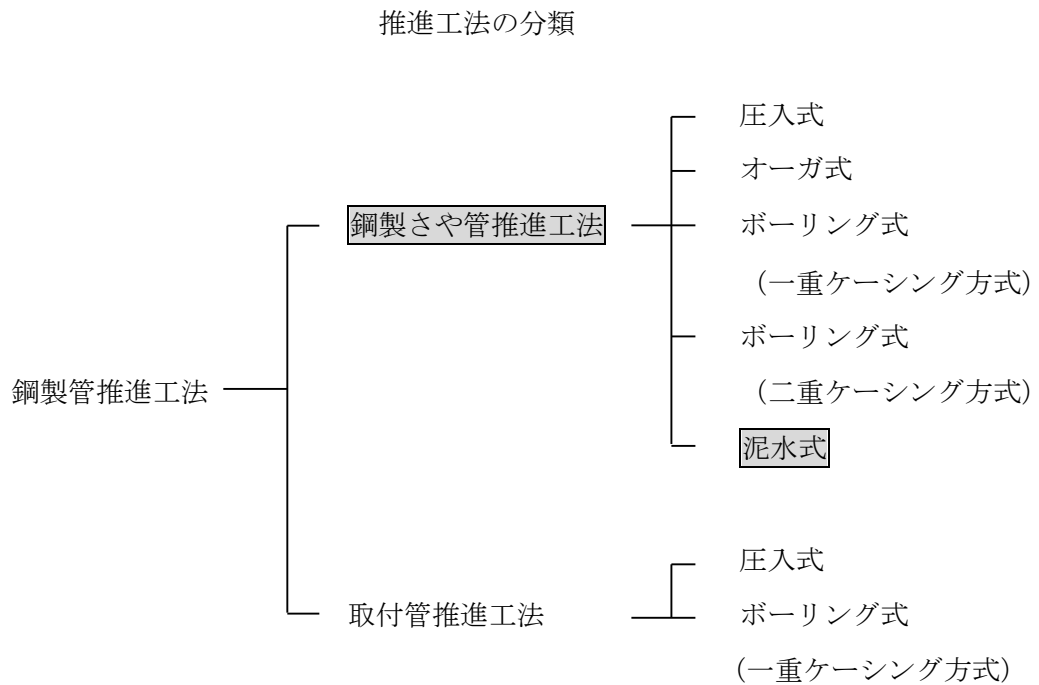 推進工法の分類
圧入式
オーガ式
鋼製さや管推進工法
ボーリング式
（一重ケーシング方式）
ボーリング式
鋼製管推進工法
（二重ケーシング方式）
泥水式
圧入式
取付管推進工法
ボーリング式
（一重ケーシング方式）